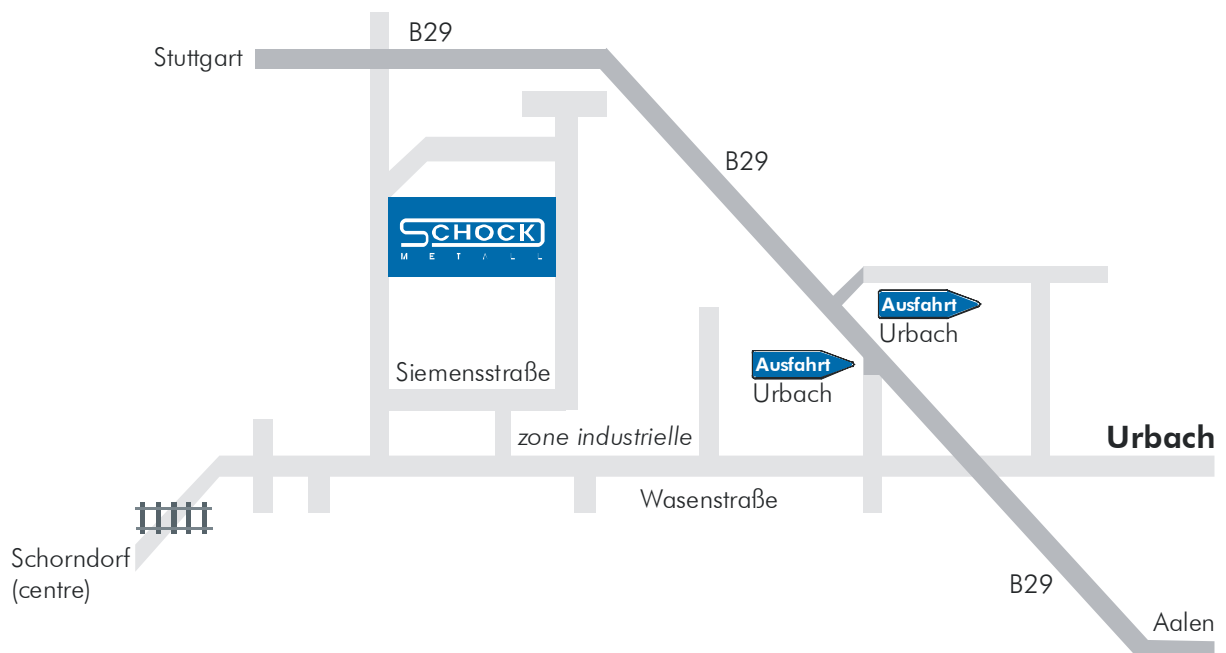 B29
Stuttgart
B29
SCHOCK
METALL
Ausfahrt
Urbach
Ausfahrt
Urbach
Siemensstraße
zone industrielle
Urbach
Wasenstraße
Schorndorf
(centre)
B29
Aalen